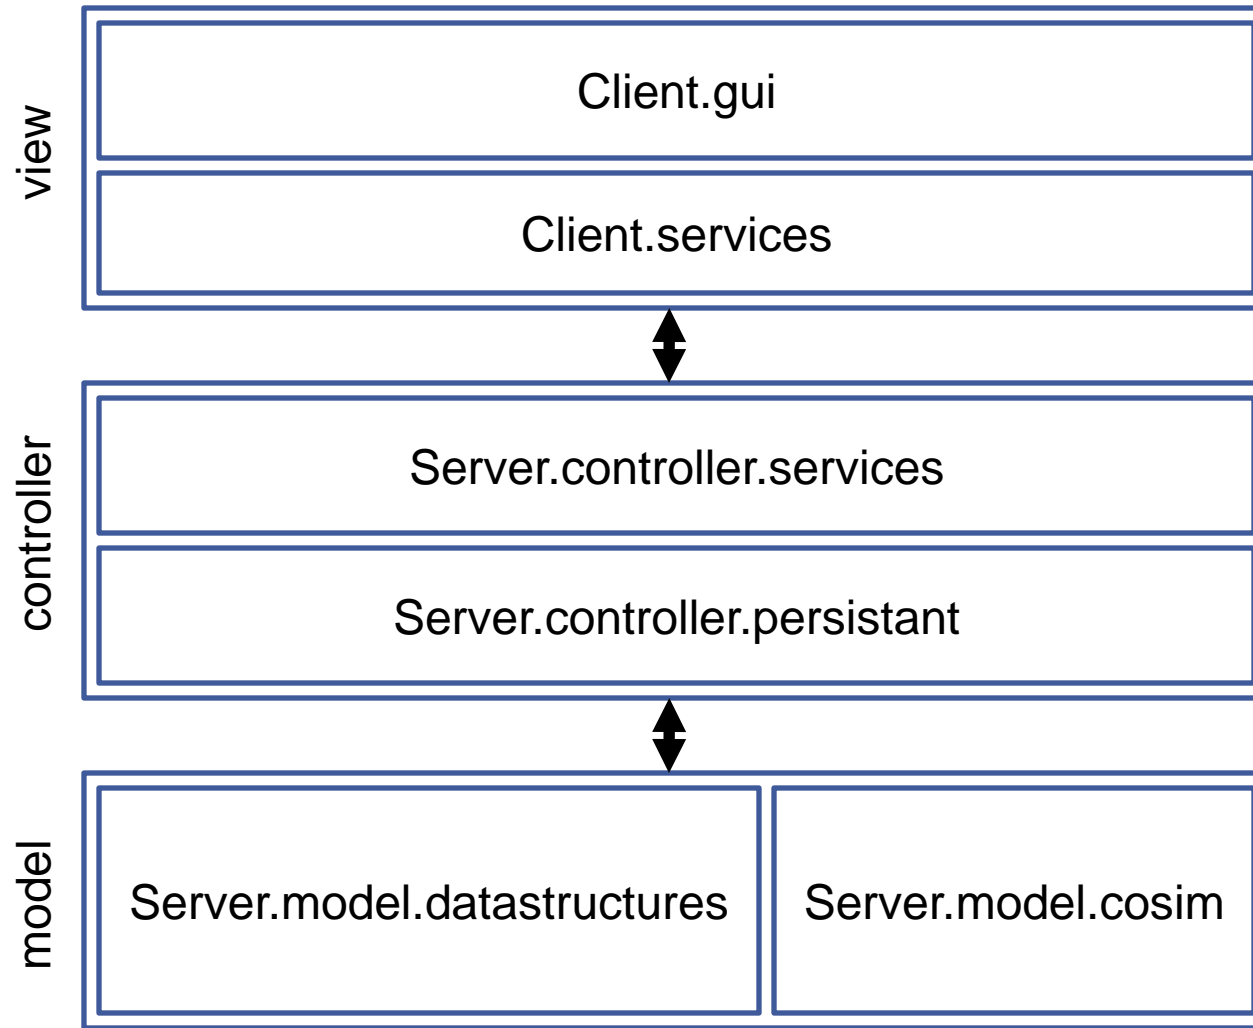 view
Client.gui
Client.services
controller
Server.controller.services
Server.controller.persistant
model
Server.model.datastructures
Server.model.cosim